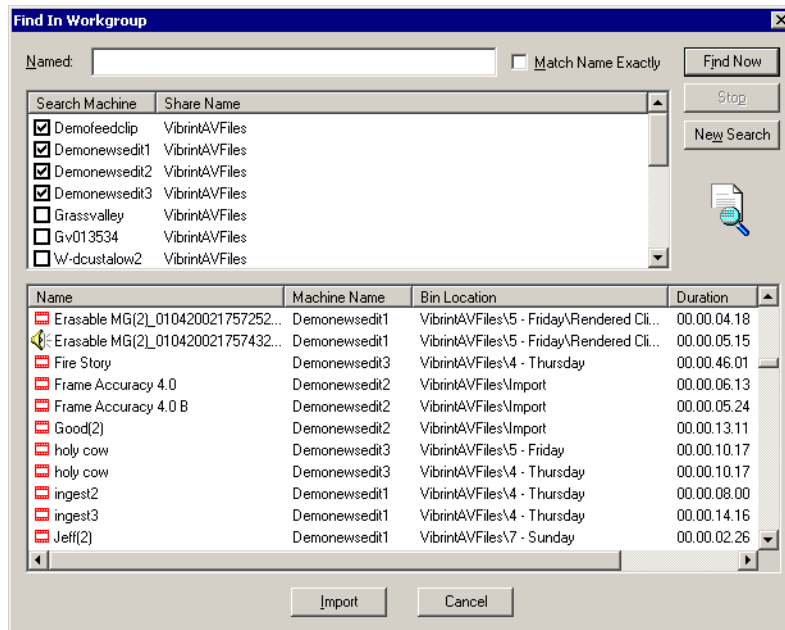 Find In Workgroup
Named: Match Name Exactly Find Now
Stop
New Search
Search Machine Share Name
Demofeedclip VibrintAVFiles
Demonewsedit1 VibrintAVFiles
Demonewsedit2 VibrintAVFiles
Demonewsedit3 VibrintAVFiles
Grassvalley VibrintAVFiles
Gv013534 VibrintAVFiles
W-dcustalow2 VibrintAVFiles
Name Machine Name Bin Location Duration
Erasable MG(2)_010420021757252... Demonewsedit1 VibrintAVFiles\5 - Friday\Rendered Cli... 00.00.04.18
Erasable MG(2)_010420021757432... Demonewsedit1 VibrintAVFiles\5 - Friday\Rendered Cli... 00.00.05.15
Fire Story Demonewsedit3 VibrintAVFiles\4 - Thursday 00.00.46.01
Frame Accuracy 4.0 Demonewsedit2 VibrintAVFiles\Import 00.00.06.13
Frame Accuracy 4.0 B Demonewsedit2 VibrintAVFiles\Import 00.00.05.24
Good(2) Demonewsedit2 VibrintAVFiles\Import 00.00.13.11
holy cow Demonewsedit3 VibrintAVFiles\5 - Friday 00.00.10.17
holy cow Demonewsedit3 VibrintAVFiles\4 - Thursday 00.00.10.17
ingest2 Demonewsedit1 VibrintAVFiles\4 - Thursday 00.00.08.00
ingest3 Demonewsedit1 VibrintAVFiles\4 - Thursday 00.00.14.16
Jeff(2) Demonewsedit1 VibrintAVFiles\7 - Sunday 00.00.02.26
Import Cancel